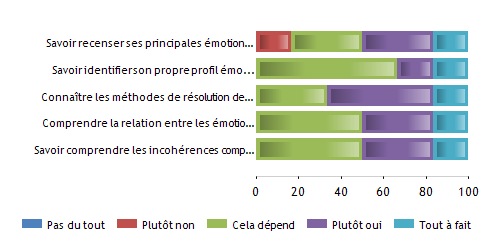 Savoir recenser ses principales émotion...
Savoir identifier son propre profil émo...
Connaître les méthodes de résolution de...
Comprendre la relation entre les émotio...
Savoir comprendre les incohérences comp...
0 20 40 60 80 100
Pas du tout Plutôt non Cela dépend Plutôt oui Tout à fait